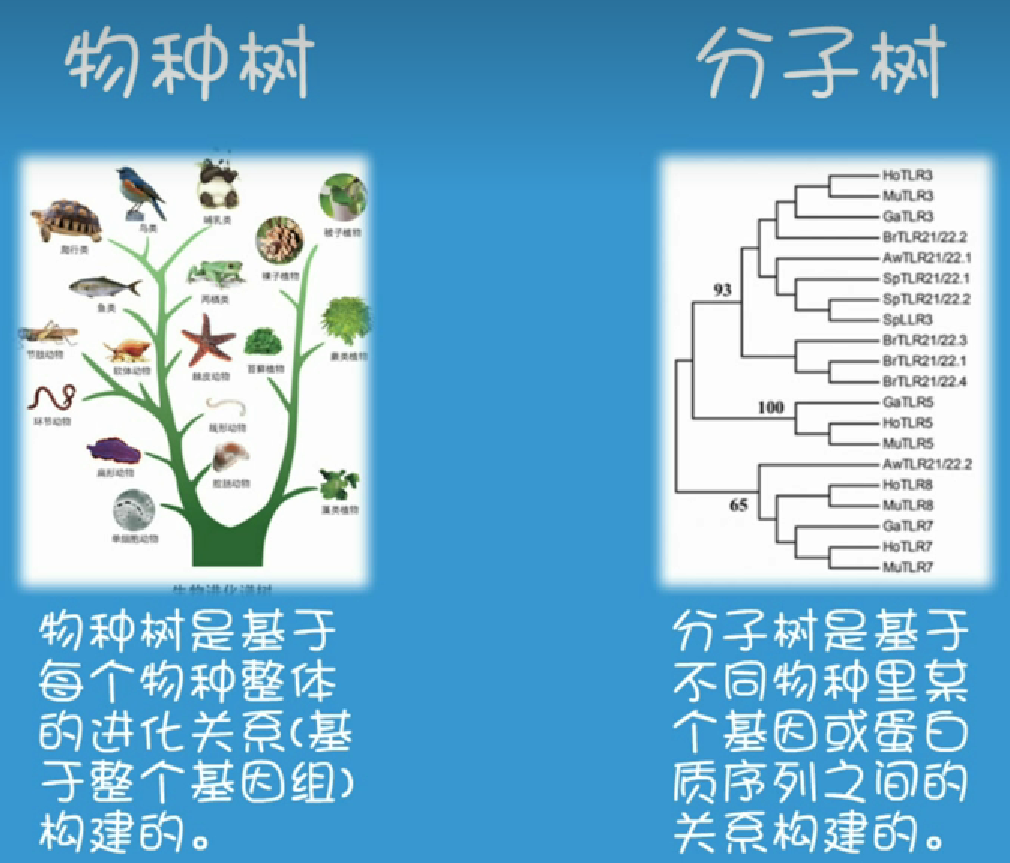 物种树
分子树
鸟类
哺乳类
被子植物
爬行类
裸子植物
两栖类
鱼类
节肢动物
软体动物
棘皮动物
苔藓植物
蕨类植物
环节动物
线形动物
扁形动物
腔肠动物
藻类植物
单细胞动物
生物进化谱树
HoTLR3
MuTLR3
GaTLR3
BrTLR21/22.2
AwTLR21/22.1
SpTLR21/22.1
93
SpTLR21/22.2
SpLLR3
BrTLR21/22.3
BrTLR21/22.1
BrTLR21/22.4
GaTLR5
100
HoTLR5
MuTLR5
AwTLR21/22.2
HoTLR8
65
MuTLR8
GaTLR7
HoTLR7
MuTLR7
物种树是基于
每个物种整体
的进化关系(基
于整个基因组)
构建的。
分子树是基于
不同物种里某
个基因或蛋白
质序列之间的
关系构建的。